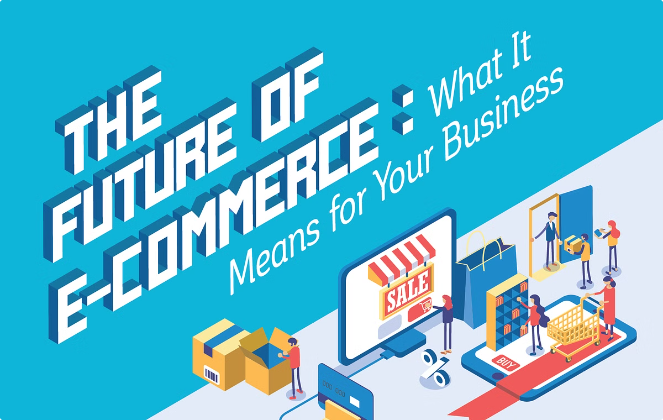 THE
FUTURE OF
E-COMMERCE :
What It
Means for Your Business
SALE
BUY